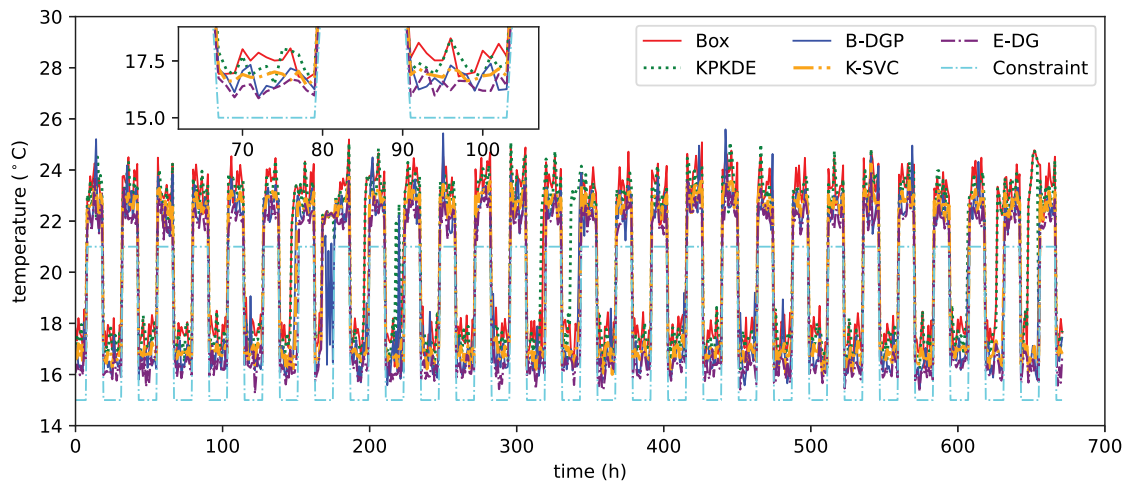 30
28
26
24
22
20
18
16
14
temperature (°C)
17.5
15.0
70 80 90 100
Box B-DGP E-DG
KPKDE K-SVC Constraint
0 100 200 300 400 500 600 700
time (h)